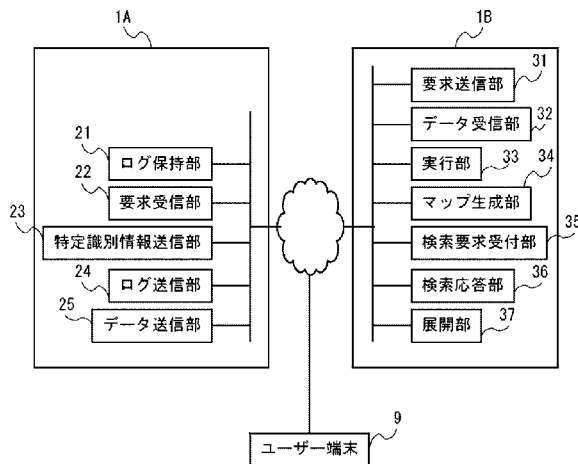 1A
21
ログ保持部
22
要求受信部
23
特定識別情報送信部
24
ログ送信部
25
データ送信部
1B
31
要求送信部
32
データ受信部
33
実行部
34
マップ生成部
35
検索要求受付部
36
検索応答部
37
展開部
9
ユーザー端末